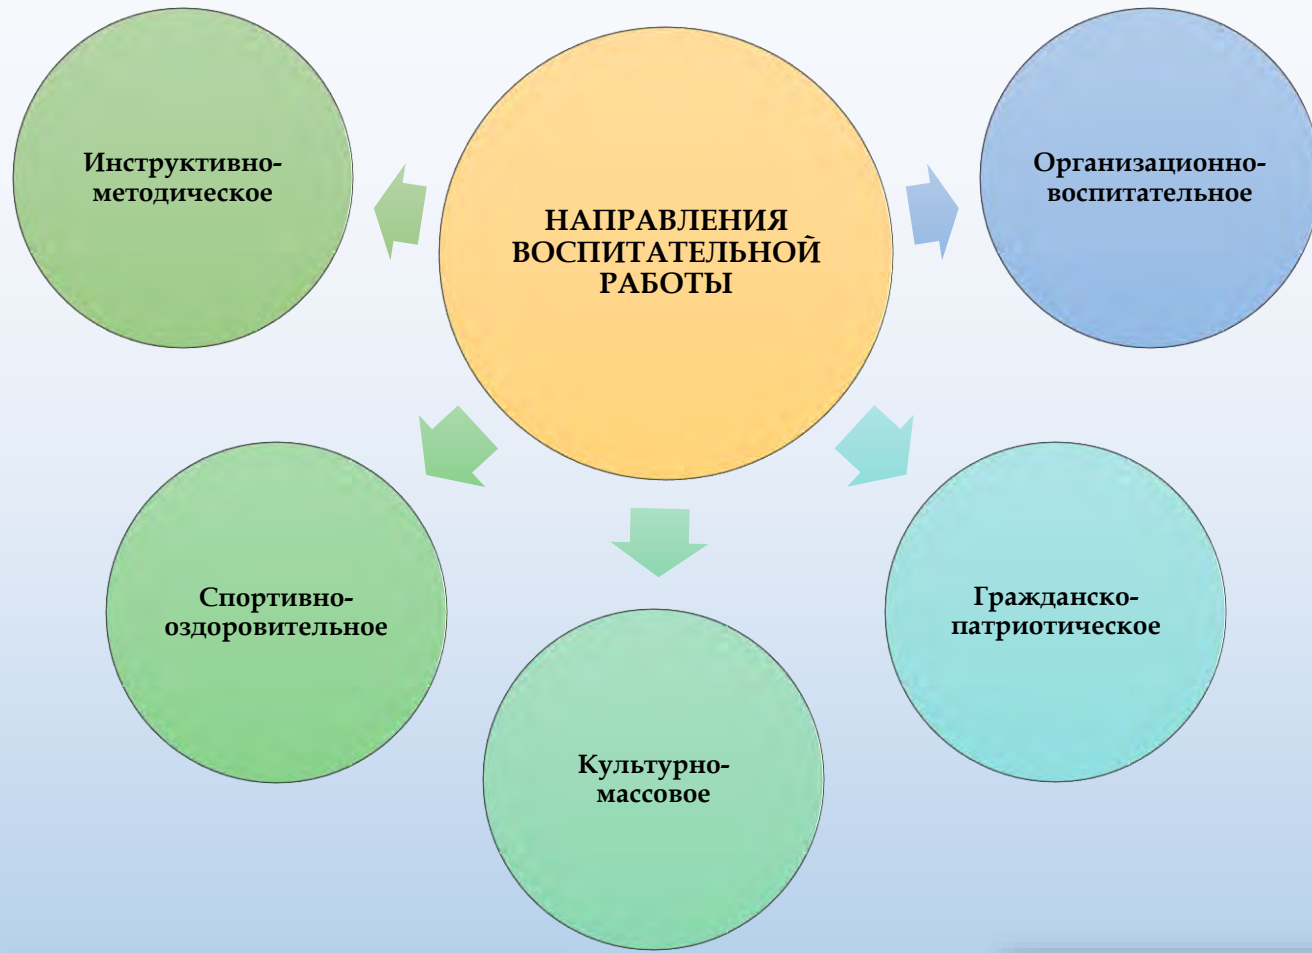 НАПРАВЛЕНИЯ
ВОСПИТАТЕЛЬНОЙ
РАБОТЫ
Инструктивно-
методическое
Организационно-
воспитательное
Спортивно-
оздоровительное
Гражданско-
патриотическое
Культурно-
массовое